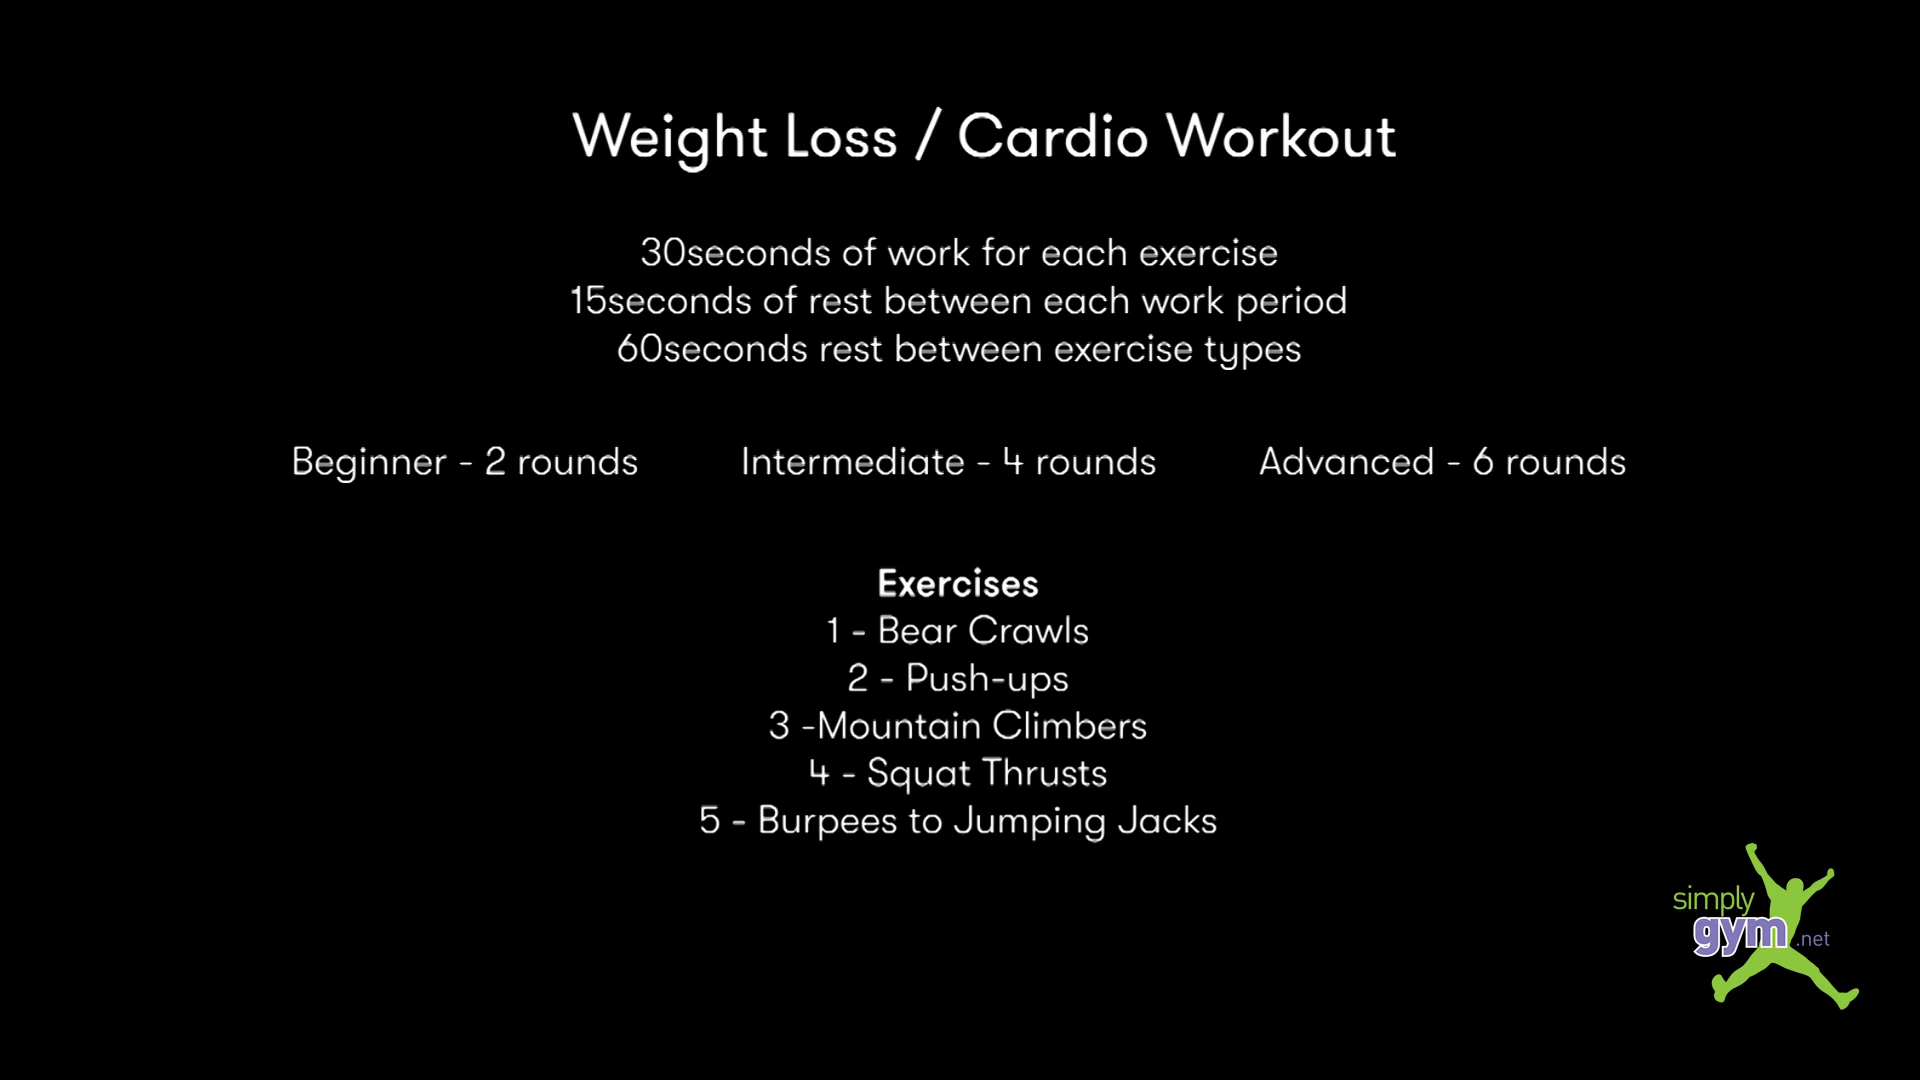 Weight Loss / Cardio Workout
30seconds of work for each exercise
15seconds of rest between each work period
60seconds rest between exercise types
Beginner - 2 rounds Intermediate - 4 rounds Advanced - 6 rounds
Exercises
1 - Bear Crawls
2 - Push-ups
3 -Mountain Climbers
4 - Squat Thrusts
5 - Burpees to Jumping Jacks
simply
gym.net